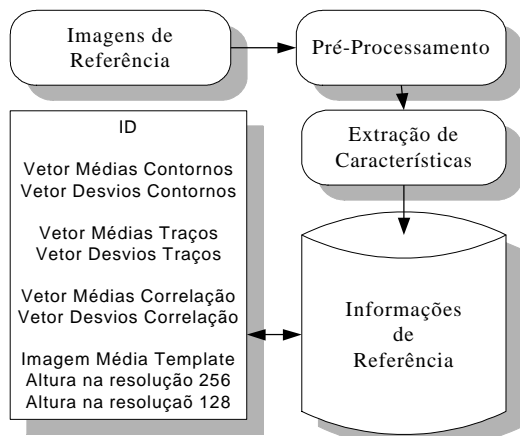 Imagens de
Referência
Pré-Processamento
Extração de
Características
ID
Vetor Médias Contornos
Vetor Desvios Contornos
Vetor Médias Traços
Vetor Desvios Traços
Vetor Médias Correlação
Vetor Desvios Correlação
Imagem Média Template
Altura na resolução 256
Altura na resoluçaõ 128
Informações
de
Referência